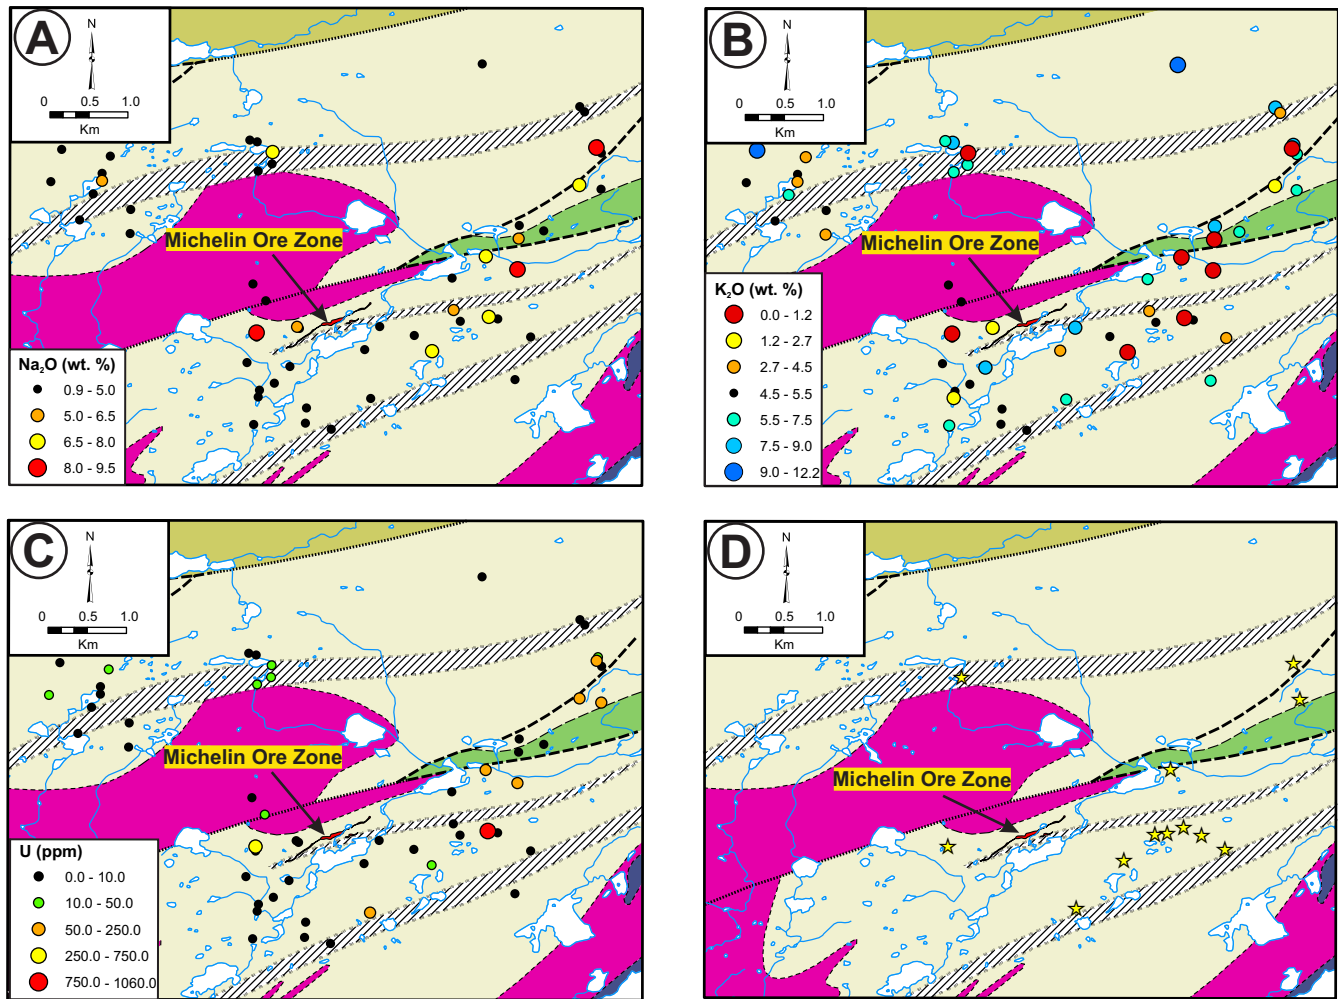 A
N
0 0.5 1.0
Km
Michelin Ore Zone
Na2O (wt. %)
0.9 - 5.0
5.0 - 6.5
6.5 - 8.0
8.0 - 9.5
B
N
0 0.5 1.0
Km
Michelin Ore Zone
K2O (wt. %)
0.0 - 1.2
1.2 - 2.7
2.7 - 4.5
4.5 - 5.5
5.5 - 7.5
7.5 - 9.0
9.0 - 12.2
C
N
0 0.5 1.0
Km
Michelin Ore Zone
U (ppm)
0.0 - 10.0
10.0 - 50.0
50.0 - 250.0
250.0 - 750.0
750.0 - 1060.0
D
N
0 0.5 1.0
Km
Michelin Ore Zone